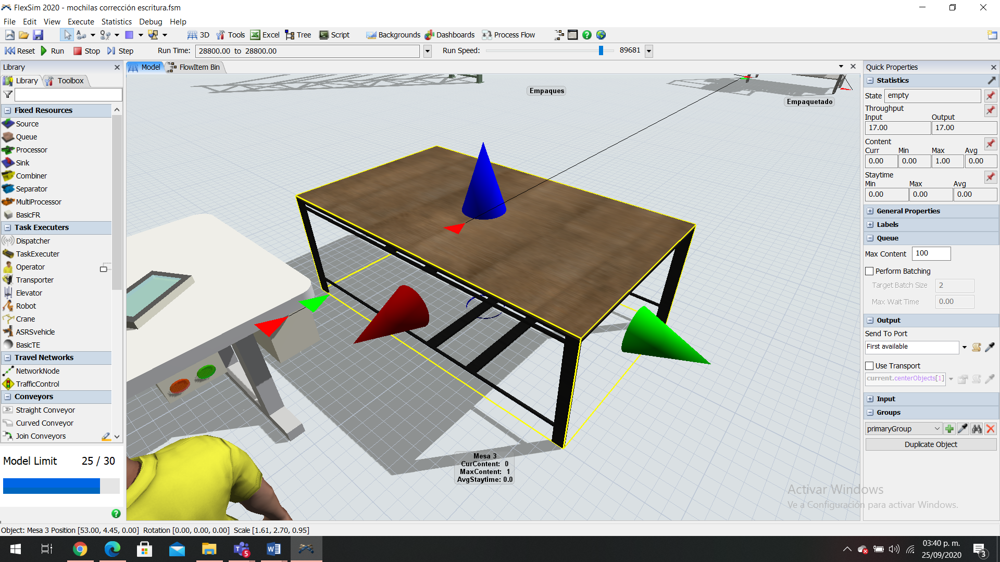 FlexSim 2020 - mochilas corrección escritura.fsm
File Edit View Execute Statistics Debug Help
3D Tools Excel Tree Script Backgrounds Dashboards Process Flow
Reset Run Stop Step Run Time: 28800.00 to 28800.00 Run Speed: 89681
Library
Library Toolbox
Fixed Resources
Source
Queue
Processor
Sink
Combiner
Separator
MultiProcessor
BasicFR
Task Executers
Dispatcher
TaskExecuter
Operator
Transporter
Elevator
Robot
Crane
ASRSvehicle
BasicTE
Travel Networks
NetworkNode
TrafficControl
Conveyors
Straight Conveyor
Curved Conveyor
Join Conveyors
Model Limit 25 / 30
Model FlowItem Bin
Empaques
Empaquetado
Mesa 3
CurContent: 0
MaxContent: 1
AvgStaytime: 0.0
Quick Properties
Statistics
State empty
Throughput
Input Output
17.00 17.00
Content
Curr Min Max Avg
0.00 0.00 1.00 0.00
Staytime
Min Max Avg
0.00 0.00 0.00
General Properties
Labels
Queue
Max Content 100
Perform Batching
Target Batch Size 2
Max Wait Time 0.00
Output
Send To Port
First available
Use Transport
current.centerObjects[1]
Input
Groups
primaryGroup
Duplicate Object
Activar Windows
Ve a Configuración para activar Windows.
Object: Mesa 3 Position [53.00, 4.45, 0.00] Rotation [0.00, 0.00, 0.00] Scale [1.61, 2.70, 0.95]
5
03:40 p. m.
25/09/2020
3